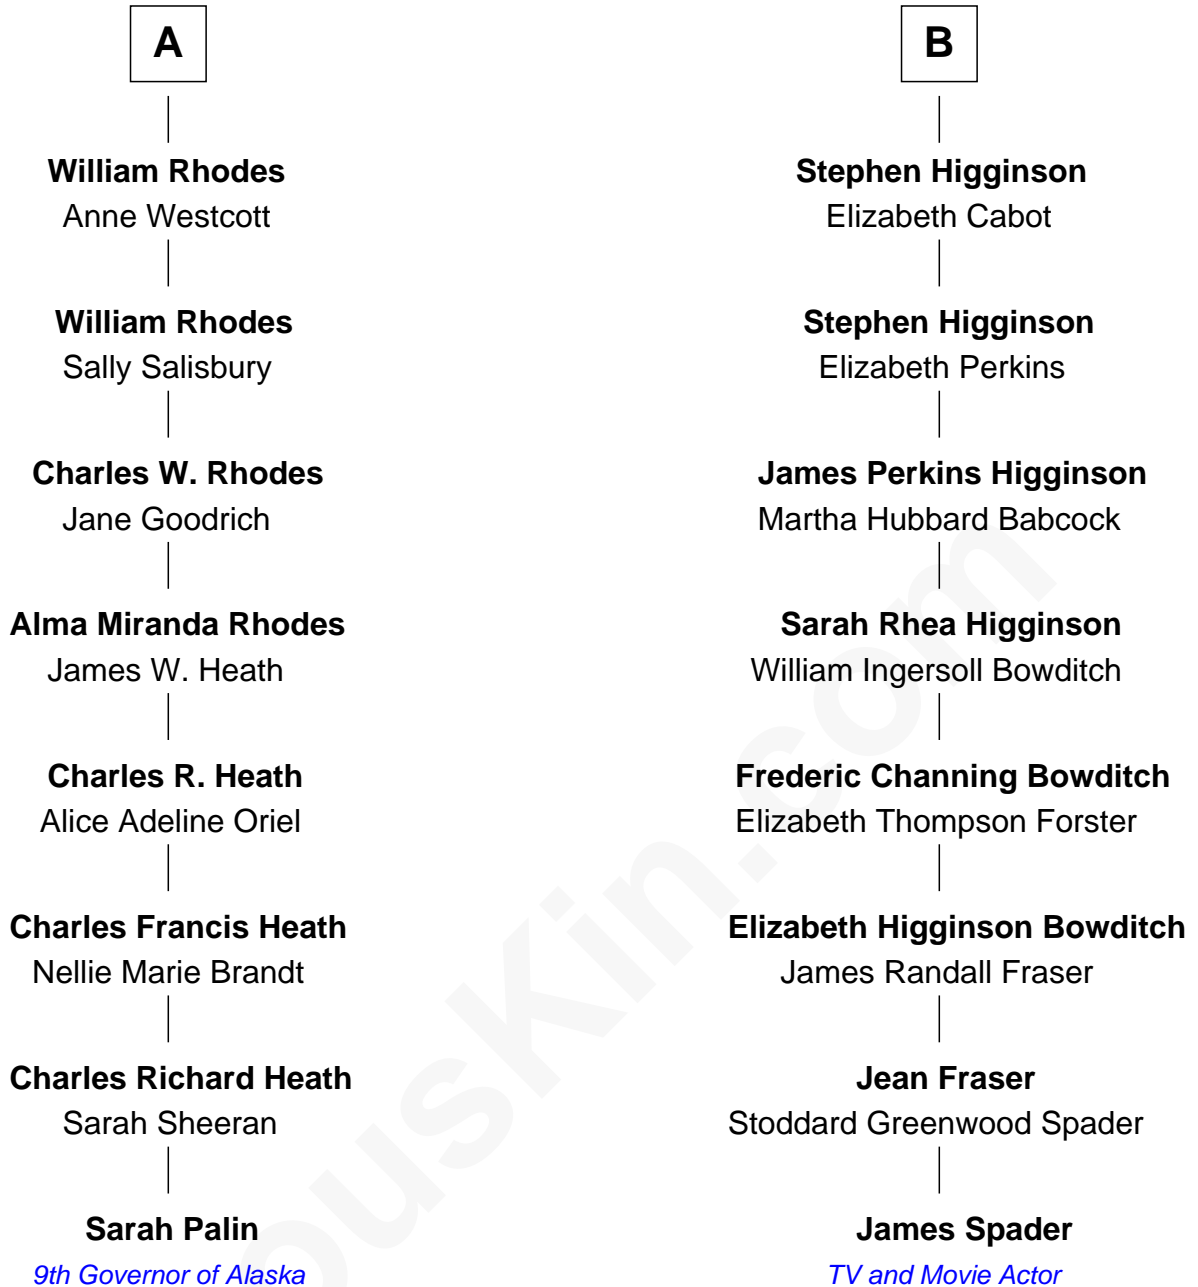 A
B
William Rhodes
Anne Westcott
Stephen Higginson
Elizabeth Cabot
William Rhodes
Sally Salisbury
Stephen Higginson
Elizabeth Perkins
Charles W. Rhodes
Jane Goodrich
James Perkins Higginson
Martha Hubbard Babcock
Alma Miranda Rhodes
James W. Heath
Sarah Rhea Higginson
William Ingersoll Bowditch
Charles R. Heath
Alice Adeline Oriel
Frederic Channing Bowditch
Elizabeth Thompson Forster
Charles Francis Heath
Nellie Marie Brandt
Elizabeth Higginson Bowditch
James Randall Fraser
Charles Richard Heath
Sarah Sheeran
Jean Fraser
Stoddard Greenwood Spader
Sarah Palin
9th Governor of Alaska
James Spader
TV and Movie Actor
ousKin.com